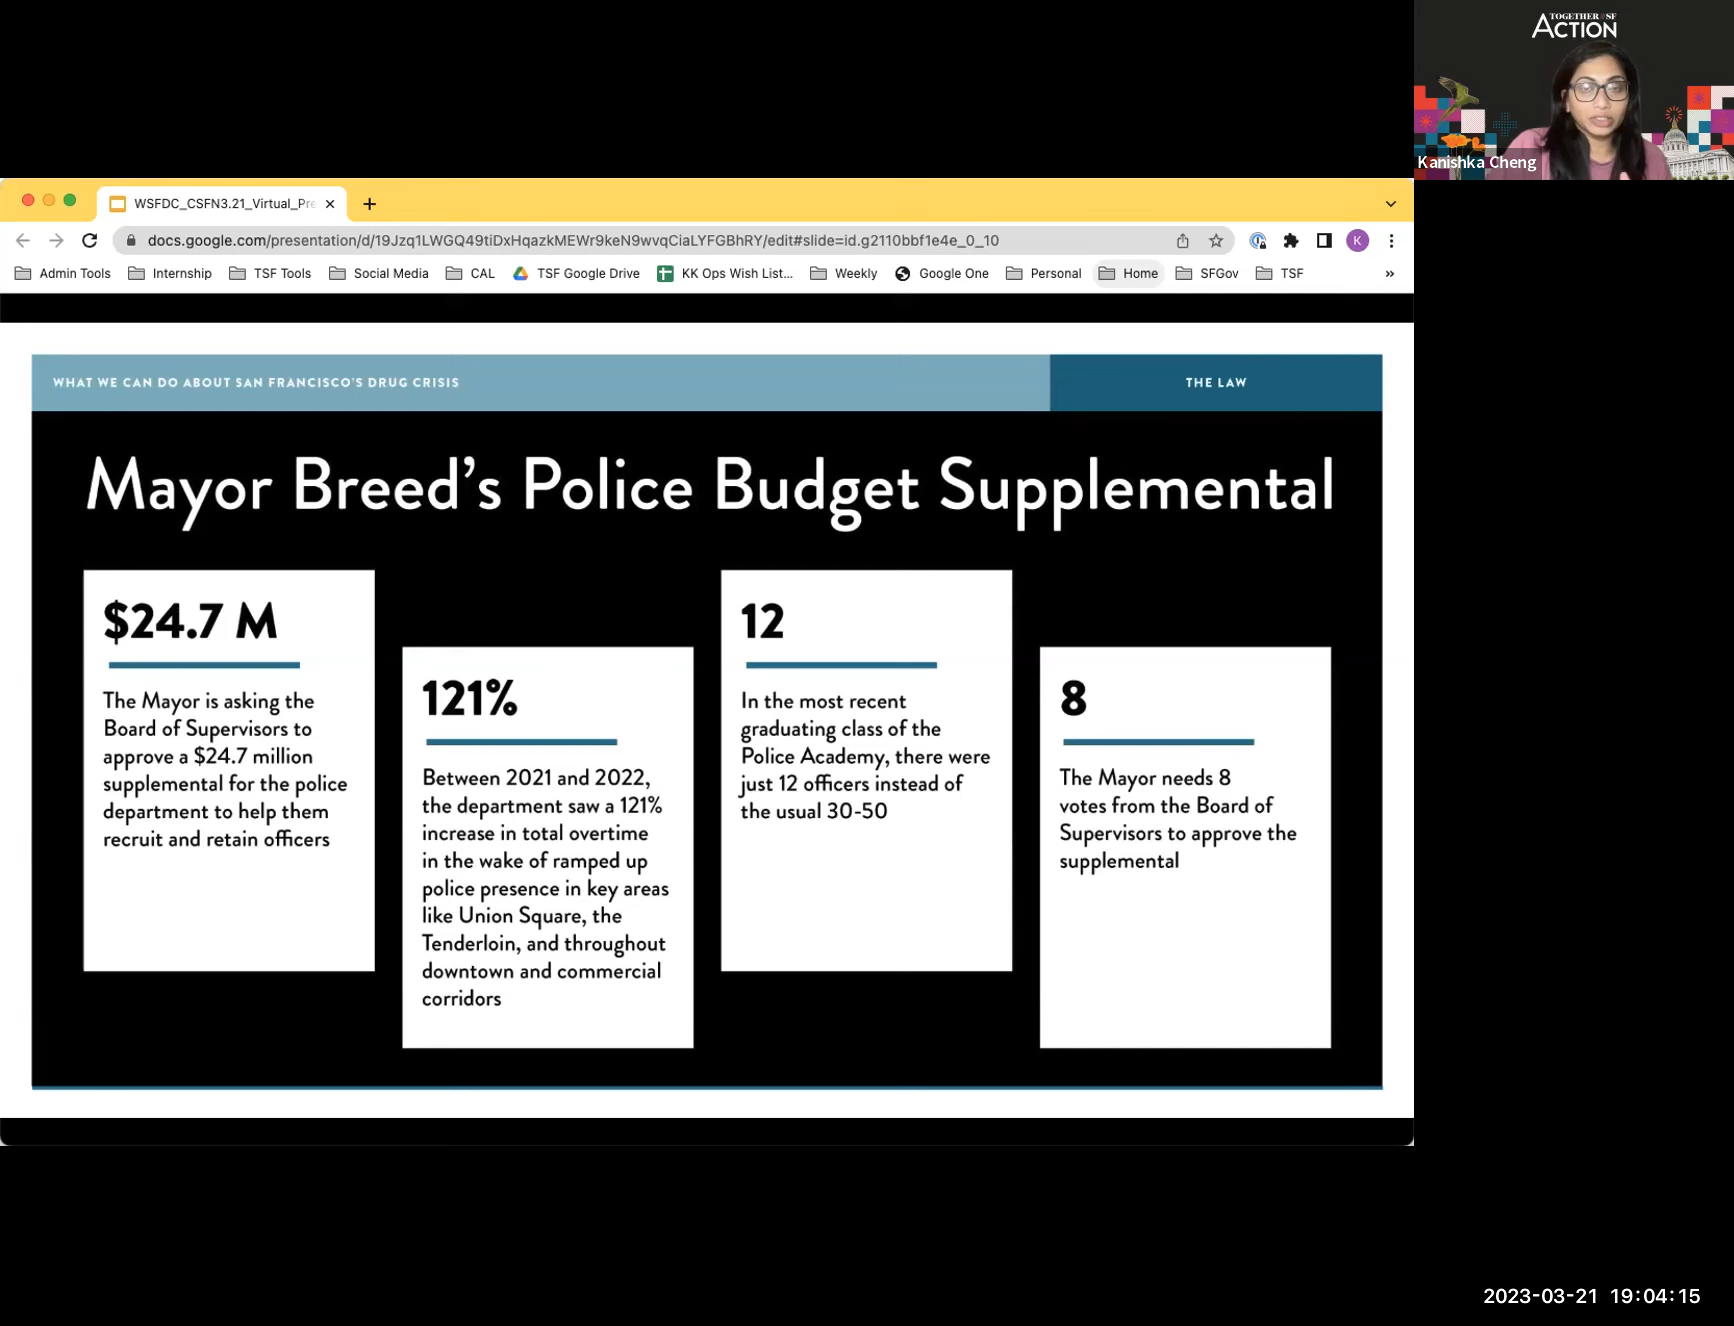 TOGETHER SF
ACTION
Kanishka Cheng
WSFDC_CSFN3.21_Virtual_Pre
docs.google.com/presentation/d/19Jzq1LWGQ49tiDxHqazkMEWr9keN9wvqCiaLYFGBhRY/edit#slide=id.g2110bbf1e4e_0_10
K
Admin Tools Internship TSF Tools Social Media CAL TSF Google Drive KK Ops Wish List... Weekly Google One Personal Home SFGov TSF »
WHAT WE CAN DO ABOUT SAN FRANCISCO'S DRUG CRISIS
THE LAW
Mayor Breed's Police Budget Supplemental
$24.7 M
The Mayor is asking the
Board of Supervisors to
approve a $24.7 million
supplemental for the police
department to help them
recruit and retain officers
121%
Between 2021 and 2022,
the department saw a 121%
increase in total overtime
in the wake of ramped up
police presence in key areas
like Union Square, the
Tenderloin, and throughout
downtown and commercial
corridors
12
In the most recent
graduating class of the
Police Academy, there were
just 12 officers instead of
the usual 30-50
8
The Mayor needs 8
votes from the Board of
Supervisors to approve the
supplemental
2023-03-21 19:04:15